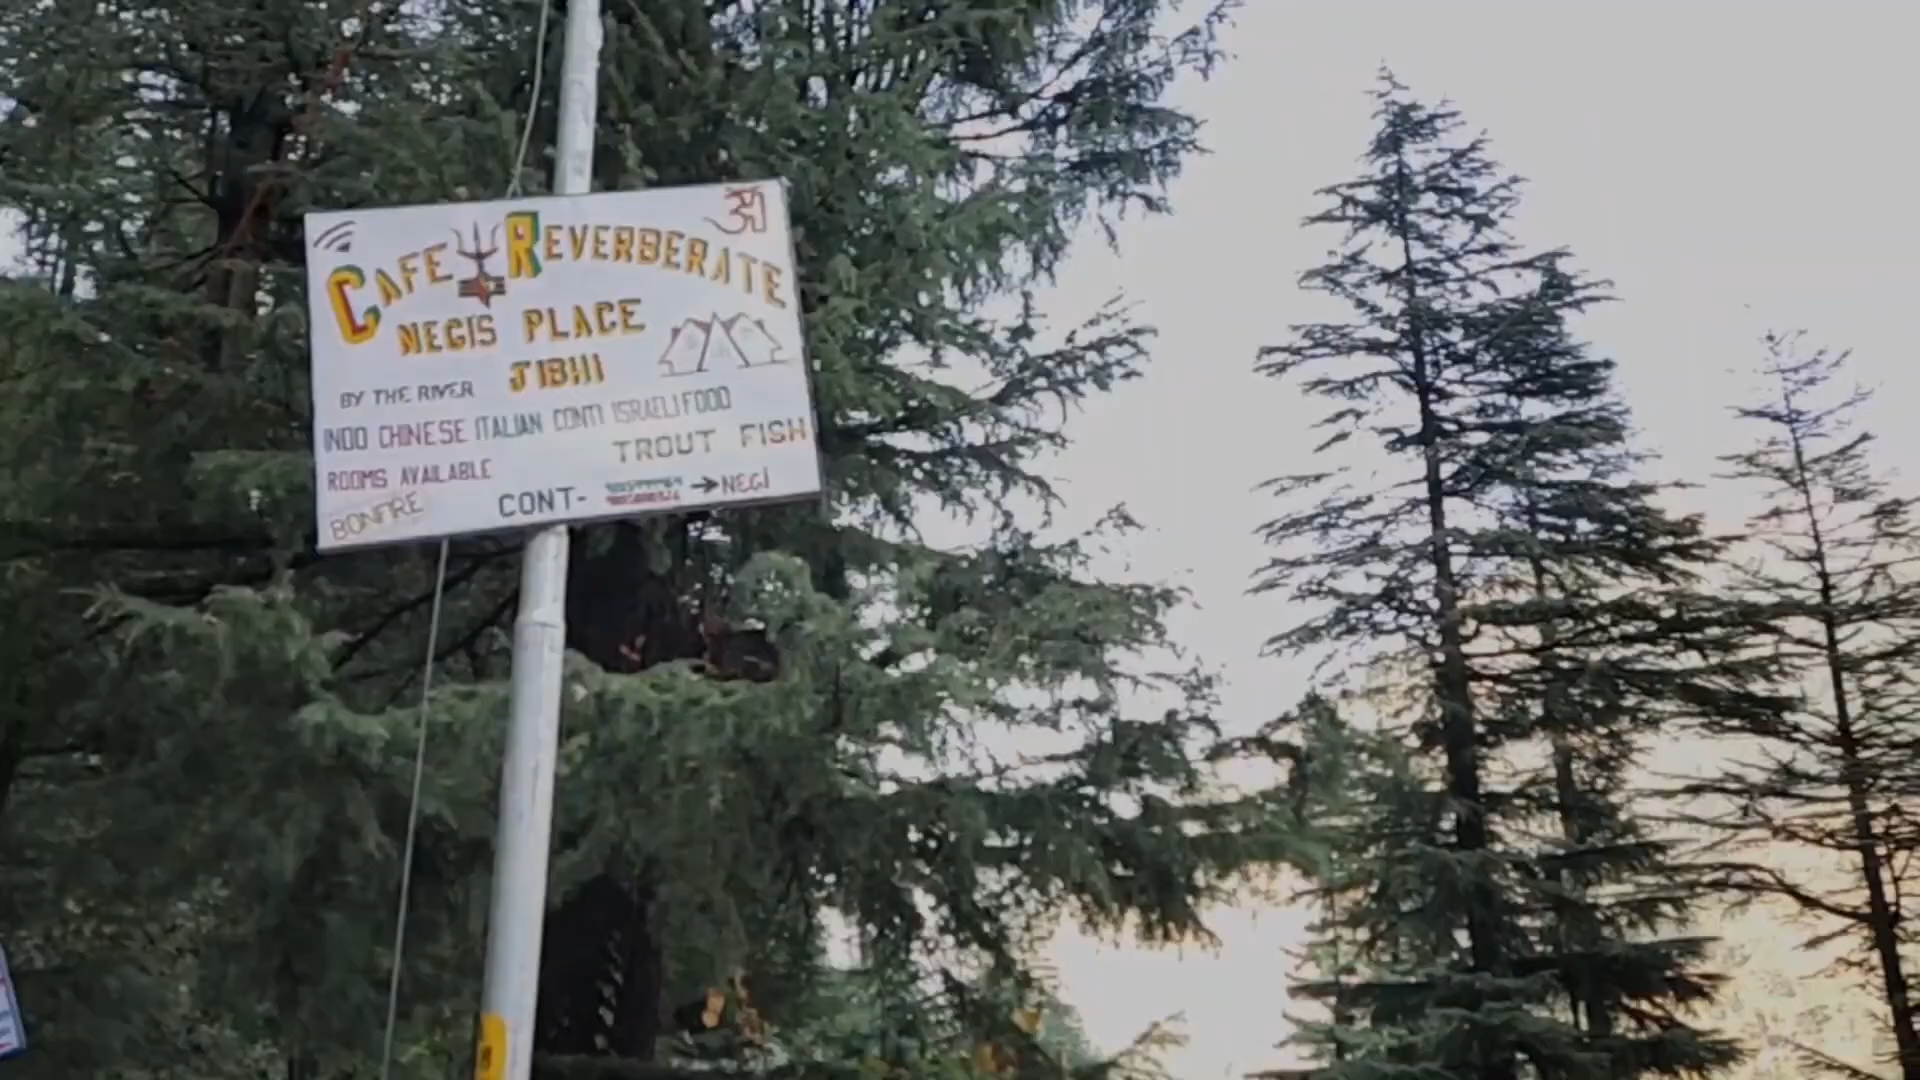 CAFE REVERBERATE
NEGIS PLACE
JIBHI
BY THE RIVER
INDO CHINESE ITALIAN CONTI ISRAELI FOOD
TROUT FISH
ROOMS AVAILABLE
BONFIRE
CONT- → NEGI